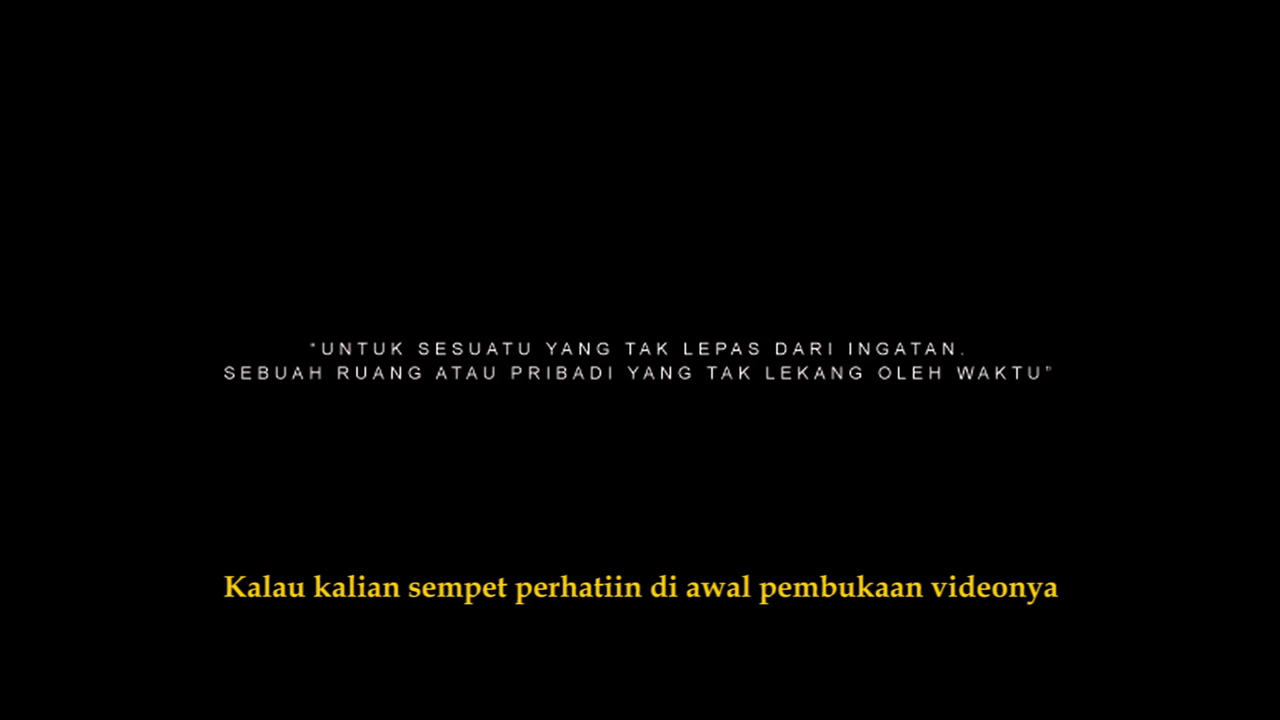 "UNTUK SESUATU YANG TAK LEPAS DARI INGATAN.
SEBUAH RUANG ATAU PRIBADI YANG TAK LEKANG OLEH WAKTU"
Kalau kalian sempet perhatiin di awal pembukaan videonya